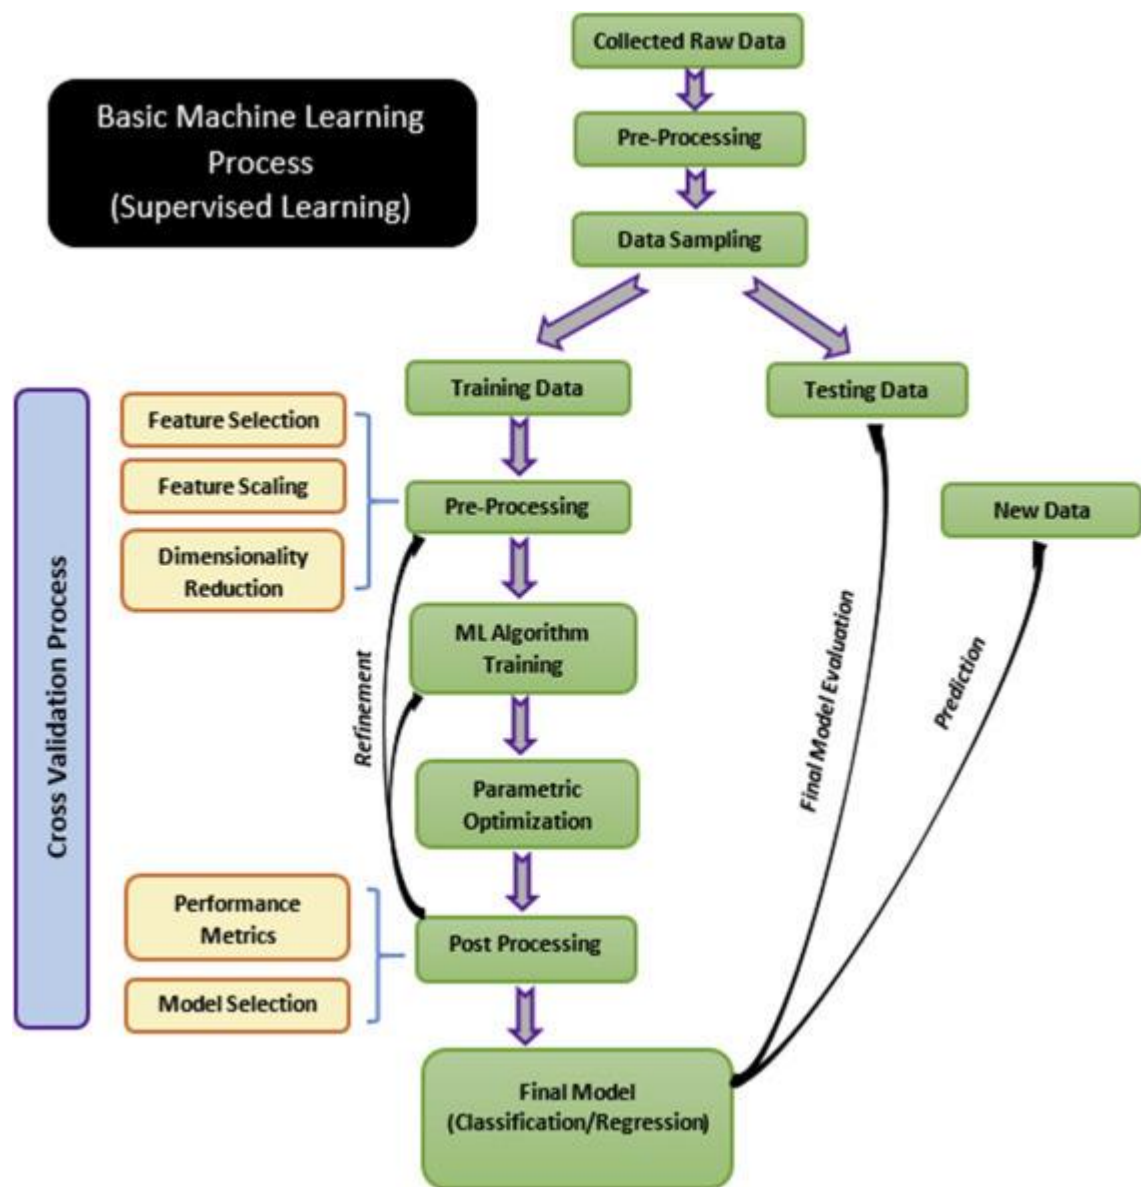 Collected Raw Data
Basic Machine Learning
Process
(Supervised Learning)
Pre-Processing
Data Sampling
Training Data
Testing Data
Feature Selection
Feature Scaling
Dimensionality
Reduction
Pre-Processing
New Data
Cross Validation Process
ML Algorithm
Training
Refinement
Final Model Evaluation
Prediction
Parametric
Optimization
Performance
Metrics
Model Selection
Post Processing
Final Model
(Classification/Regression)